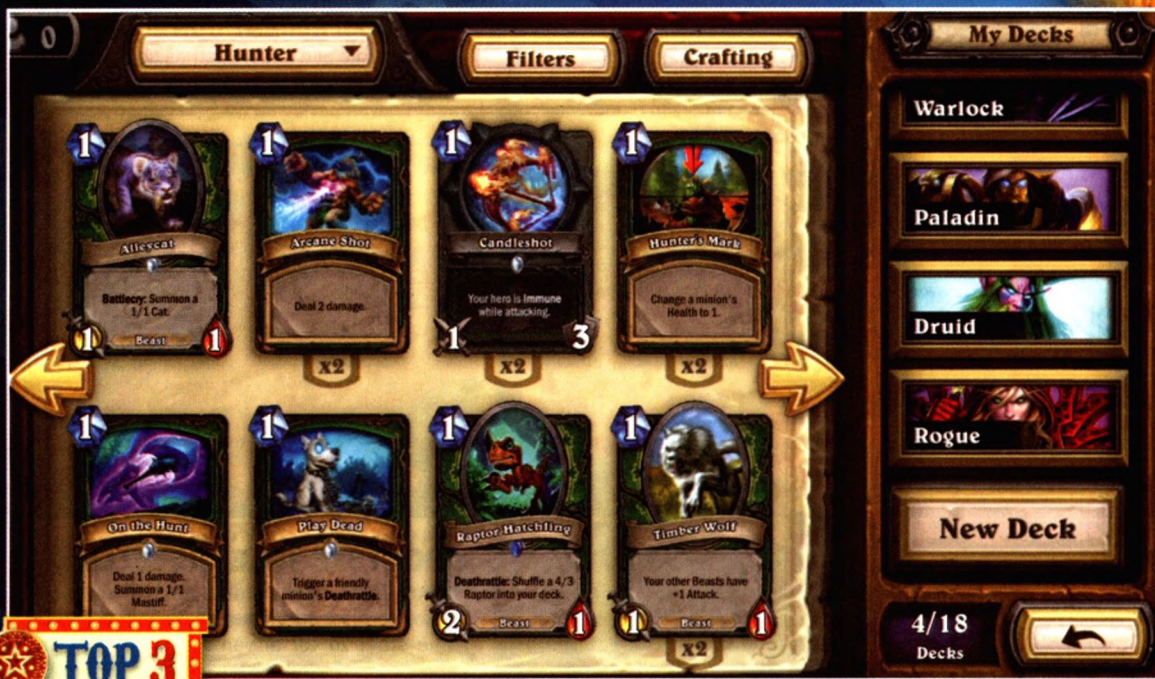 0
Hunter
Filters
Crafting
My Decks
1
Alleycat
Battlecry: Summon a
1/1 Cat.
1
Beast
1
1
Arcane Shot
Deal 2 damage.
x2
1
Candleshot
Your hero is Immune
while attacking.
1
3
x2
1
Hunter's Mark
Change a minion's
Health to 1.
x2
1
On the Hunt
Deal 1 damage.
Summon a 1/1
Mastiff.
1
Play Dead
Trigger a friendly
minion's Deathrattle.
1
Raptor Hatchling
Deathrattle: Shuffle a 4/3
Raptor into your deck.
2
Beast
1
1
Timber Wolf
Your other Beasts have
+1 Attack.
1
Beast
1
x2
Warlock
Paladin
Druid
Rogue
New Deck
4/18
Decks
TOP 3